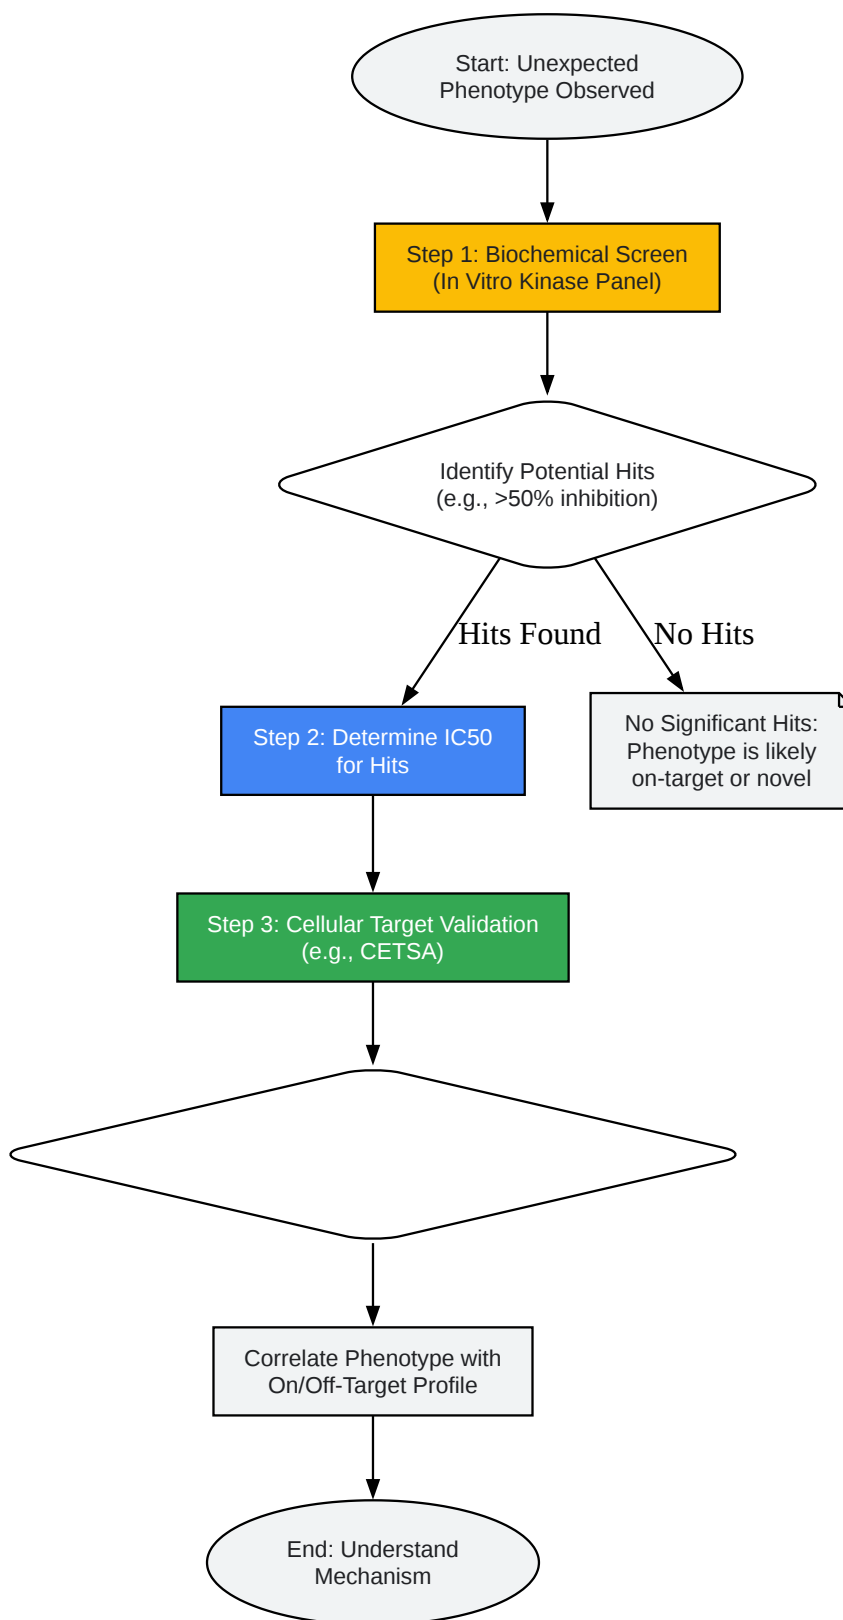 Start: Unexpected
Phenotype Observed
Step 1: Biochemical Screen
(In Vitro Kinase Panel)
Identify Potential Hits
(e.g., >50% inhibition)
Hits Found
No Hits
Step 2: Determine IC50
for Hits
No Significant Hits:
Phenotype is likely
on-target or novel
Step 3: Cellular Target Validation
(e.g., CETSA)
Correlate Phenotype with
On/Off-Target Profile
End: Understand
Mechanism